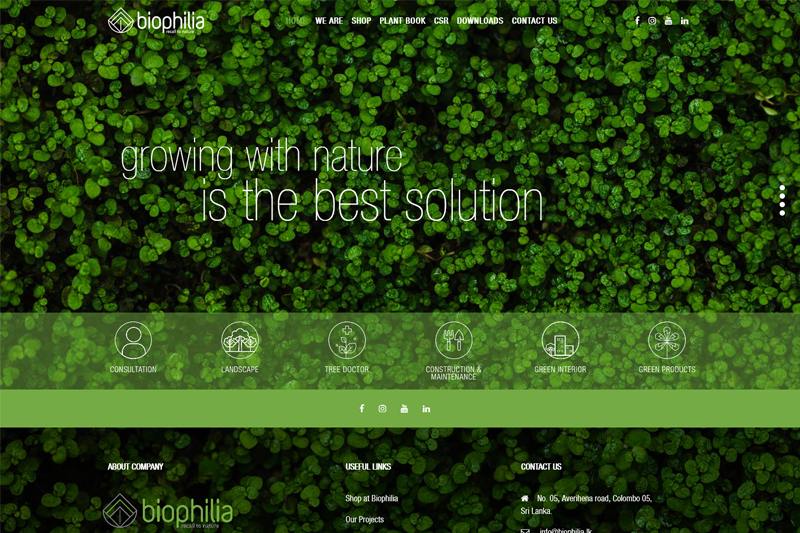 biophilia
recall to nature
HOME WE ARE SHOP PLANT BOOK CSR DOWNLOADS CONTACT US
growing with nature
is the best solution
CONSULTATION
LANDSCAPE
TREE DOCTOR
CONSTRUCTION &
MAINTENANCE
GREEN INTERIOR
GREEN PRODUCTS
ABOUT COMPANY
biophilia
recall to nature
USEFUL LINKS
Shop at Biophilia
Our Projects
CONTACT US
No. 05, Averihena road, Colombo 05,
Sri Lanka.
info@biophilia.lk